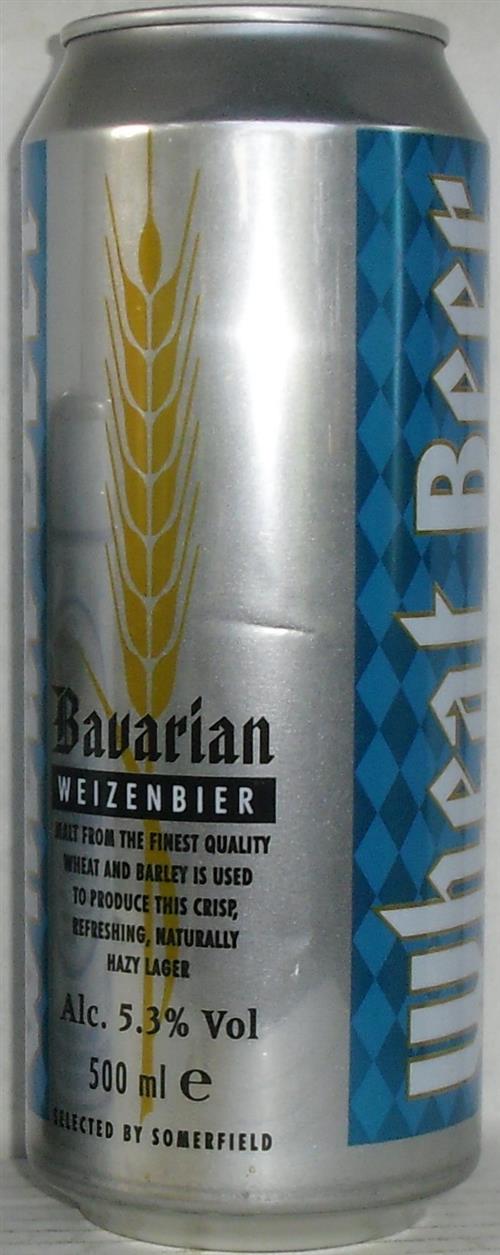 Bavarian
WEIZENBIER
MALT FROM THE FINEST QUALITY
WHEAT AND BARLEY IS USED
TO PRODUCE THIS CRISP,
REFRESHING, NATURALLY
HAZY LAGER
Alc. 5.3% Vol
500 ml e
SELECTED BY SOMERFIELD
Wheat Beer